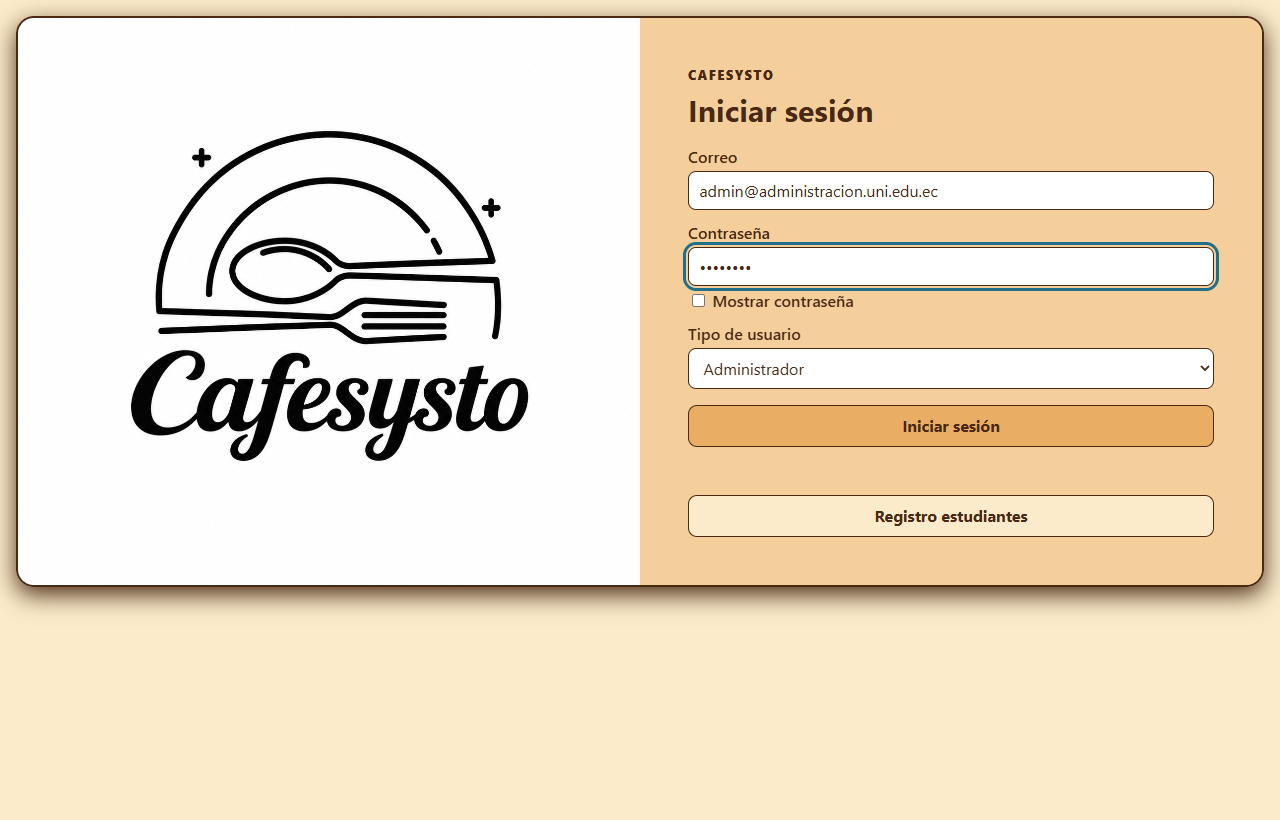 Cafesysto
CAFESYSTO
Iniciar sesión
Correo
admin@administracion.uni.edu.ec
Contraseña
••••••••
Mostrar contraseña
Tipo de usuario
Administrador
Iniciar sesión
Registro estudiantes